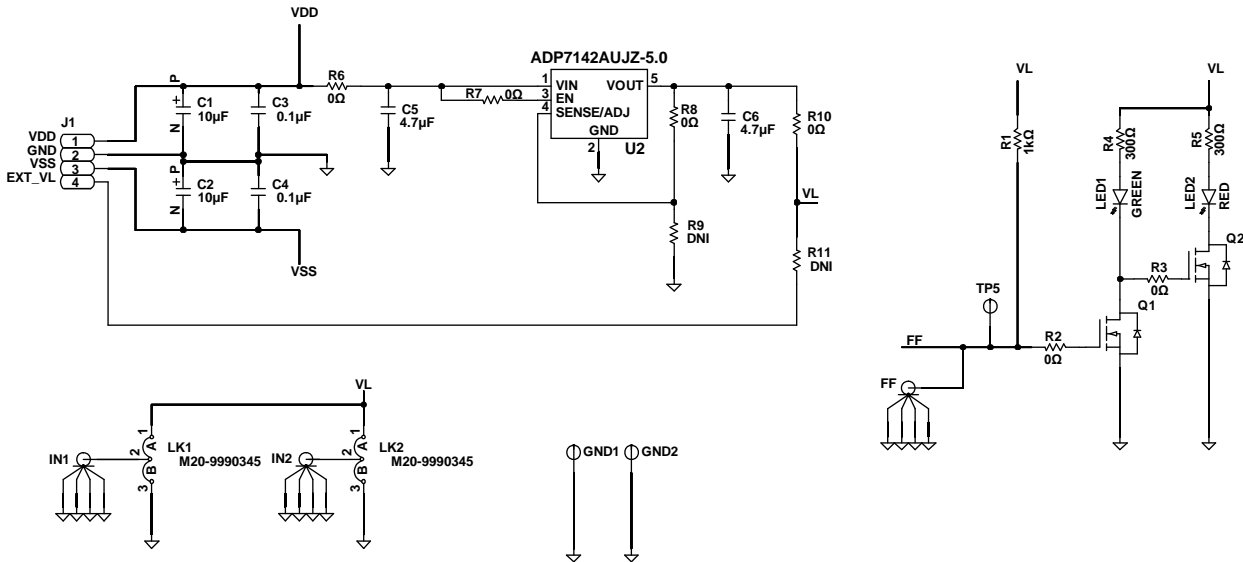 VDD
ADP7142AUJZ-5.0
R6
0Ω
R7
0Ω
1
3
4
VIN
EN
SENSE/ADJ
VOUT
5
GND
2
U2
P
+
C1
10µF
N
C3
0.1µF
C5
4.7µF
R8
0Ω
C6
4.7µF
R10
0Ω
J1
VDD
1
GND
2
VSS
3
EXT_VL
4
P
+
C2
10µF
N
C4
0.1µF
VSS
VL
R9
DNI
R11
DNI
VL
VL
R1
1kΩ
R4
300Ω
R5
300Ω
LED1
GREEN
LED2
RED
Q2
R3
0Ω
Q1
TP5
FF
R2
0Ω
FF
VL
IN1
1
A
2
B
3
LK1
M20-9990345
IN2
1
A
2
B
3
LK2
M20-9990345
GND1
GND2